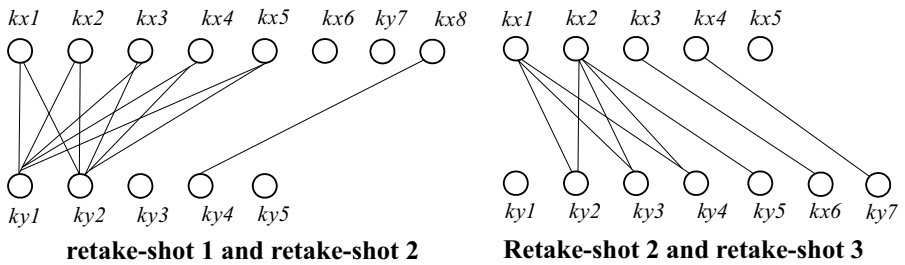 kx1 kx2 kx3 kx4 kx5 kx6 ky7 kx8
ky1 ky2 ky3 ky4 ky5
retake-shot 1 and retake-shot 2
kx1 kx2 kx3 kx4 kx5
ky1 ky2 ky3 ky4 ky5 kx6 ky7
Retake-shot 2 and retake-shot 3